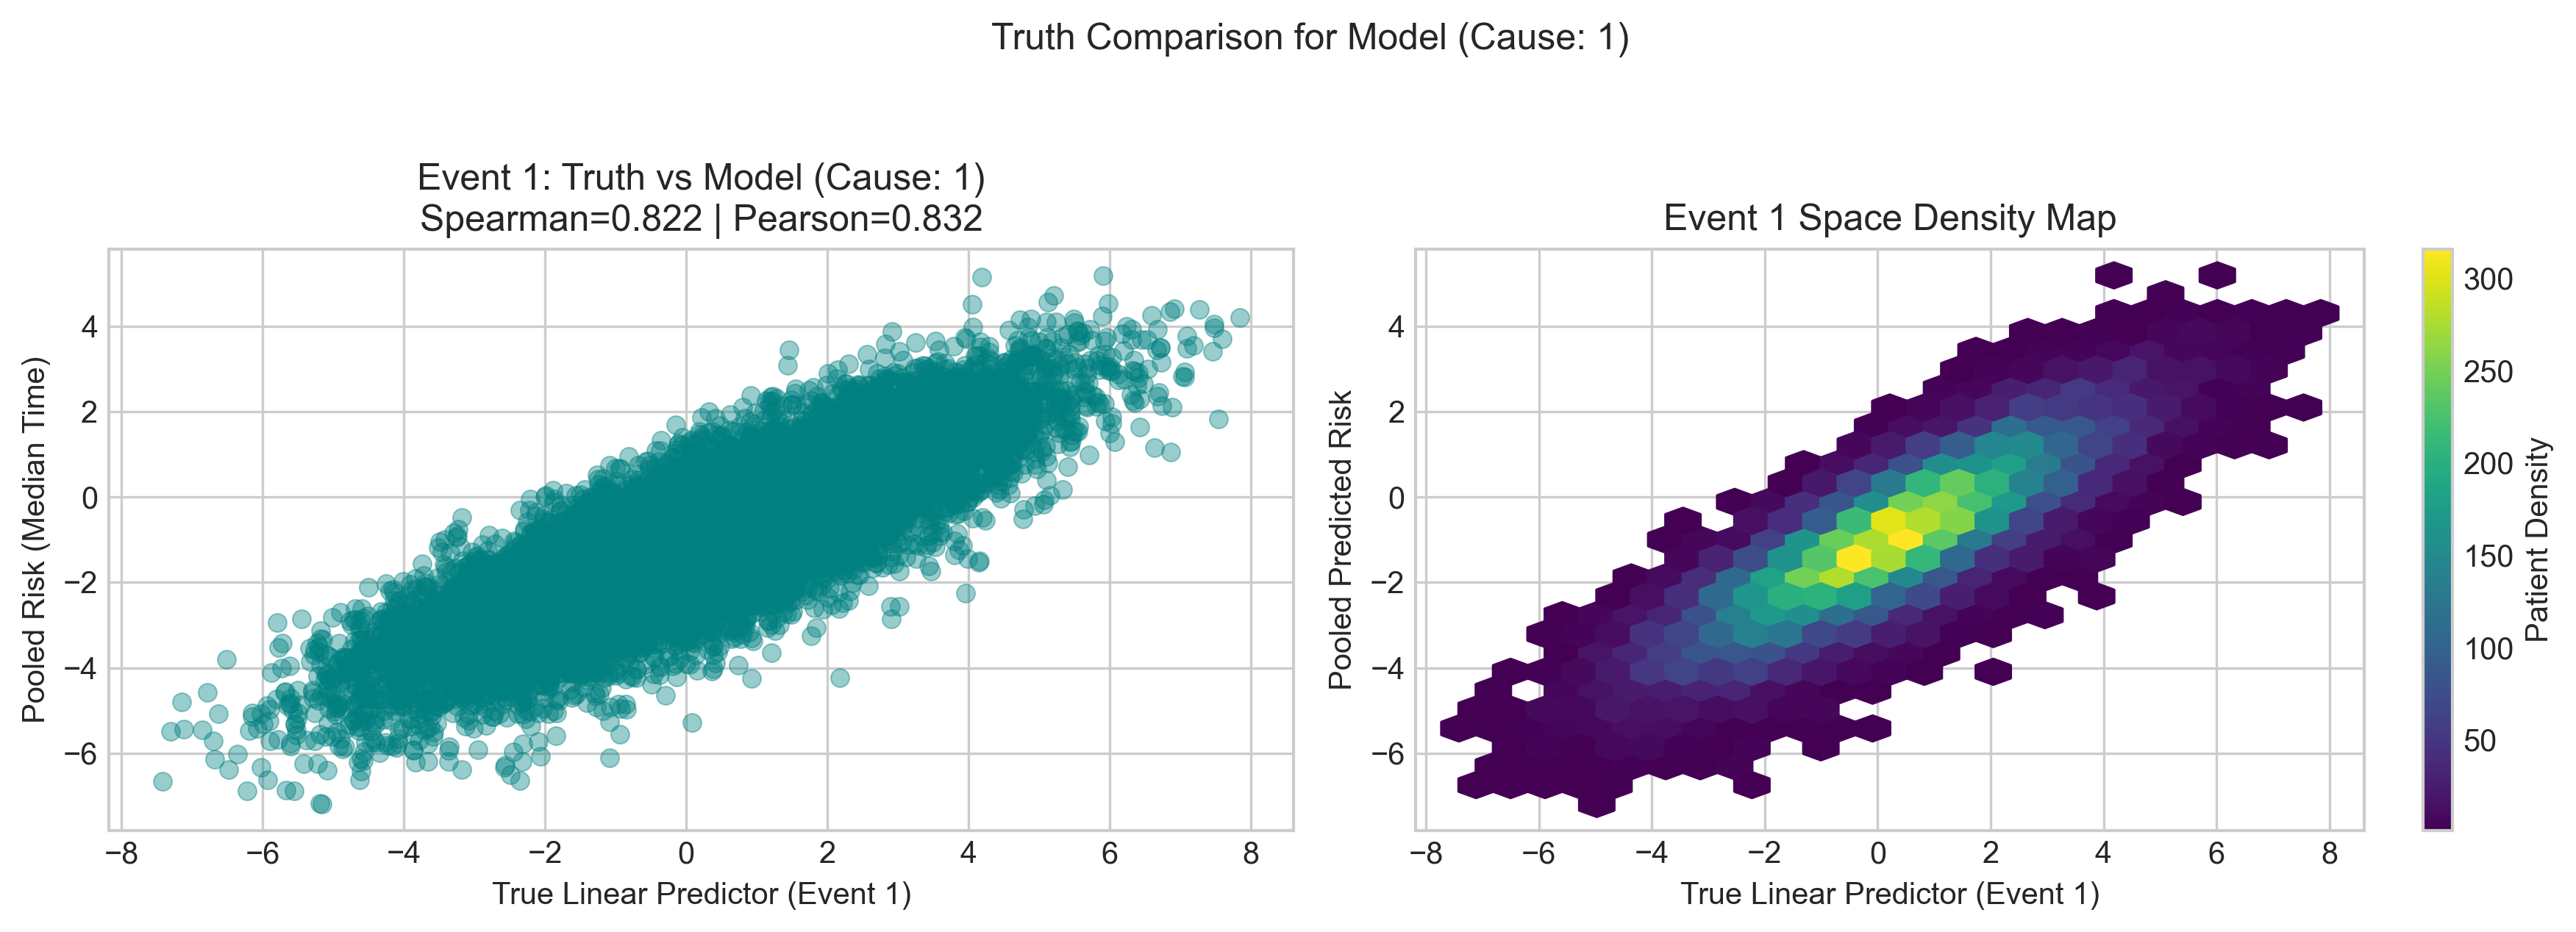 Truth Comparison for Model (Cause: 1)
Event 1: Truth vs Model (Cause: 1)
Spearman=0.822 | Pearson=0.832
Pooled Risk (Median Time)
4
2
0
−2
−4
−6
−8 −6 −4 −2 0 2 4 6 8
True Linear Predictor (Event 1)
Event 1 Space Density Map
Pooled Predicted Risk
4
2
0
−2
−4
−6
−8 −6 −4 −2 0 2 4 6 8
True Linear Predictor (Event 1)
300
250
200
150
100
50
Patient Density